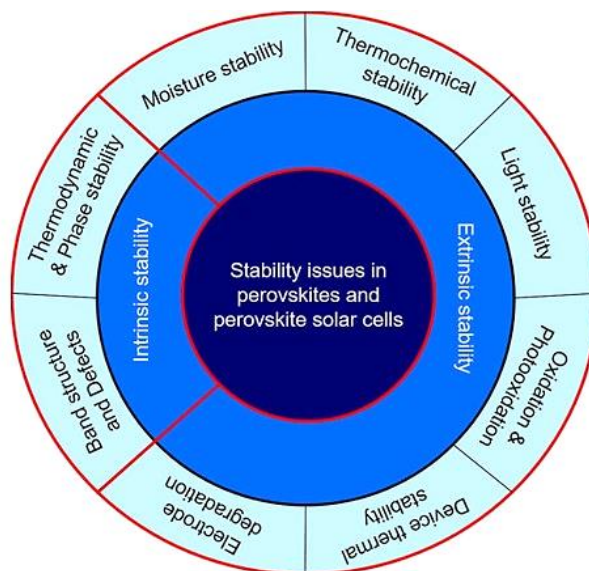 Stability issues in
perovskites and
perovskite solar cells
Intrinsic stability
Extrinsic stability
Moisture stability
Thermochemical
stability
Light stability
Oxidation &
Photooxidation
Device thermal
stability
Electrode
degradation
Band structure
and Defects
Thermodynamic
& Phase stability